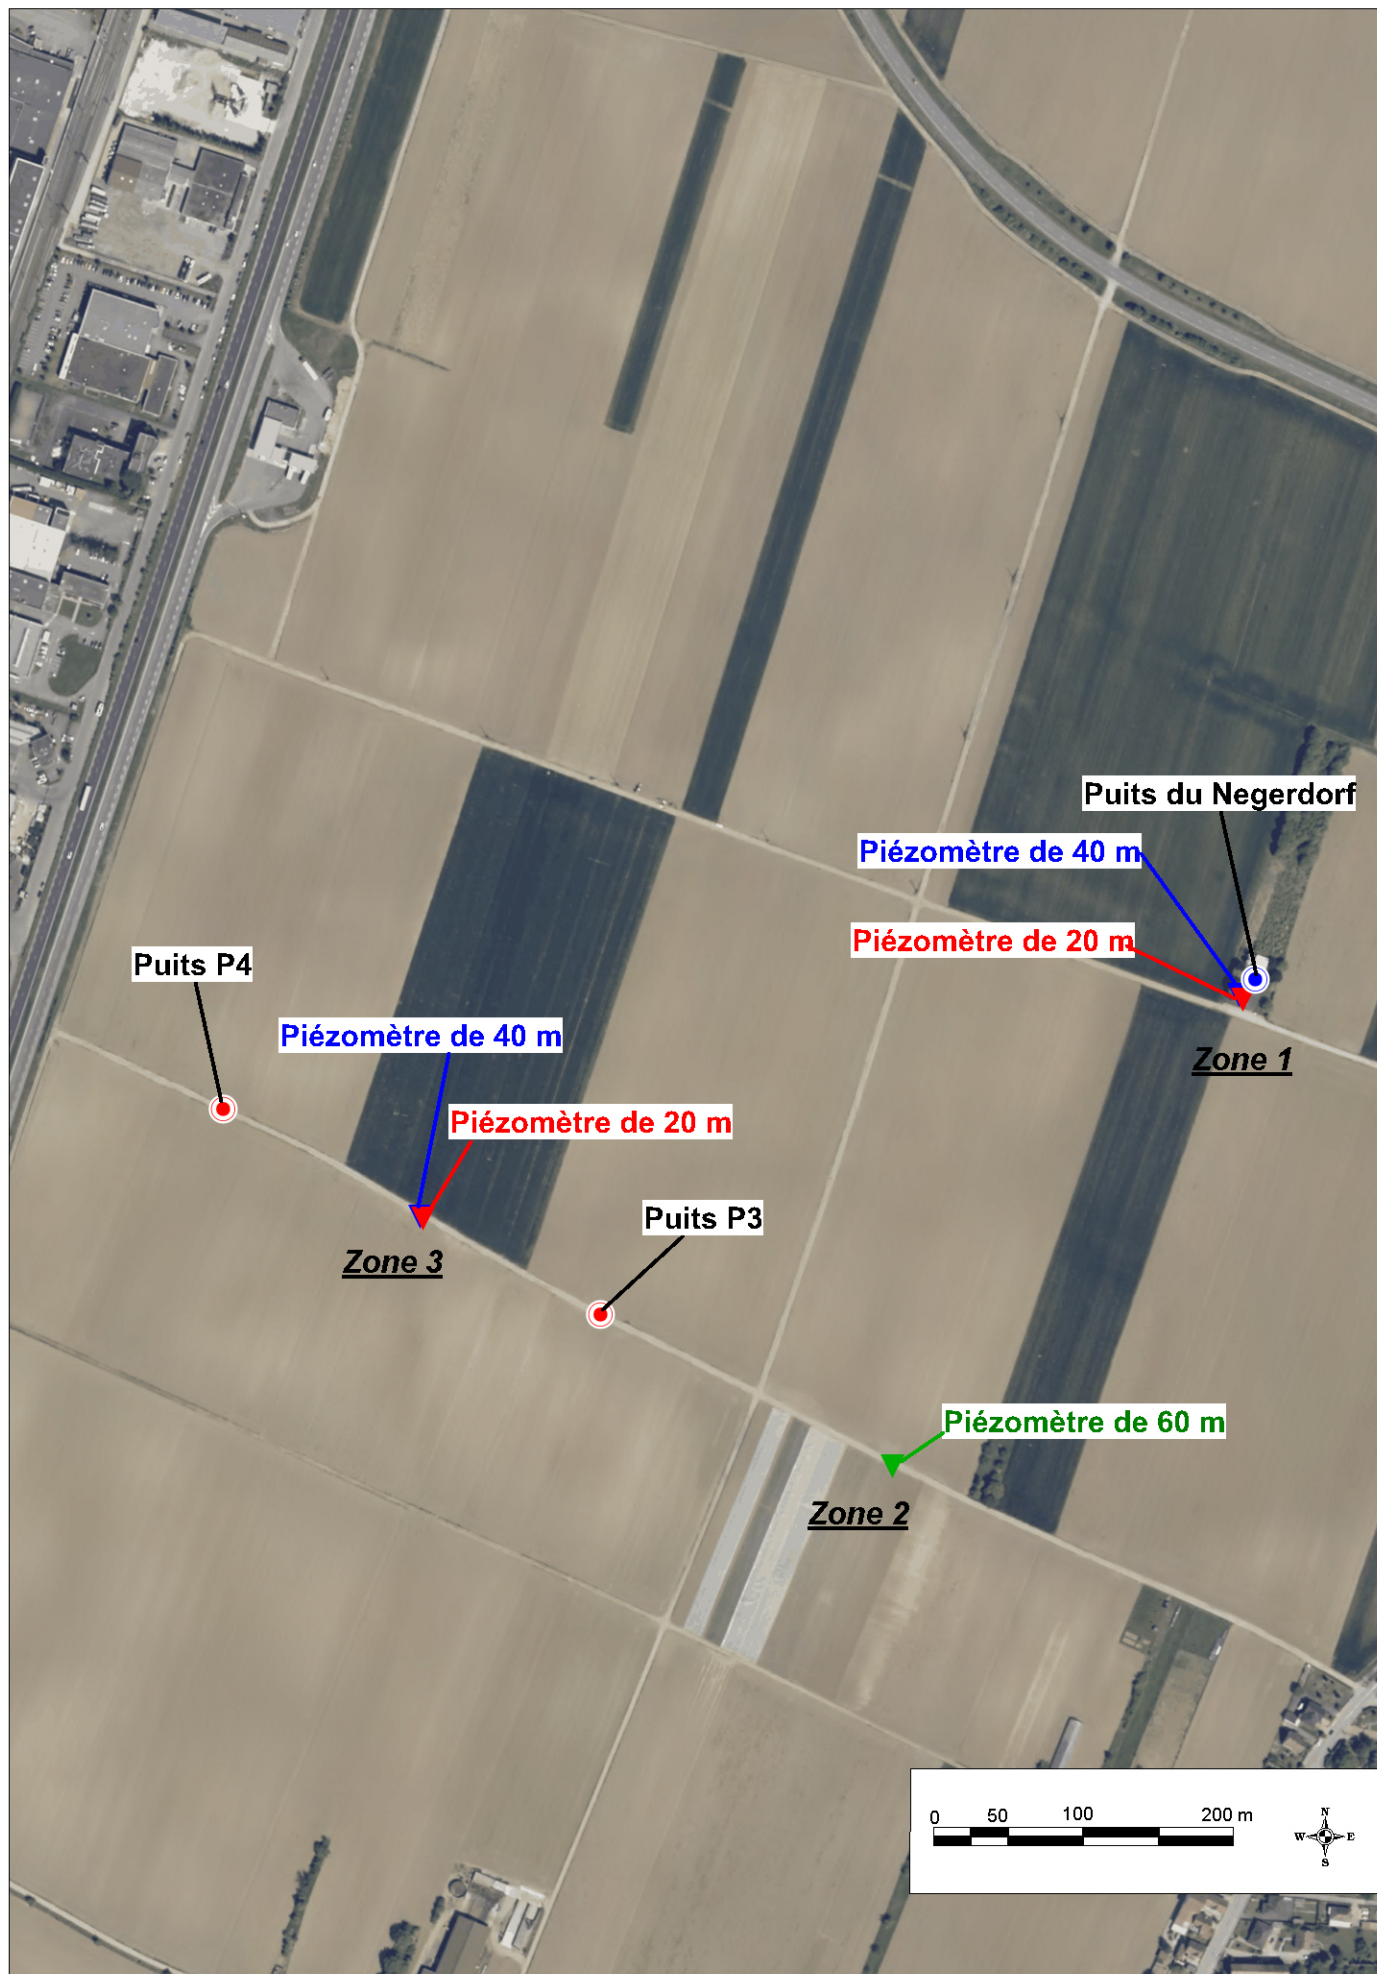 Puits du Negerdorf
Piézomètre de 40 m
Piézomètre de 20 m
Puits P4
Piézomètre de 40 m
Zone 1
Piézomètre de 20 m
Puits P3
Zone 3
Piézomètre de 60 m
Zone 2
0 50 100 200 m
N
W E
S